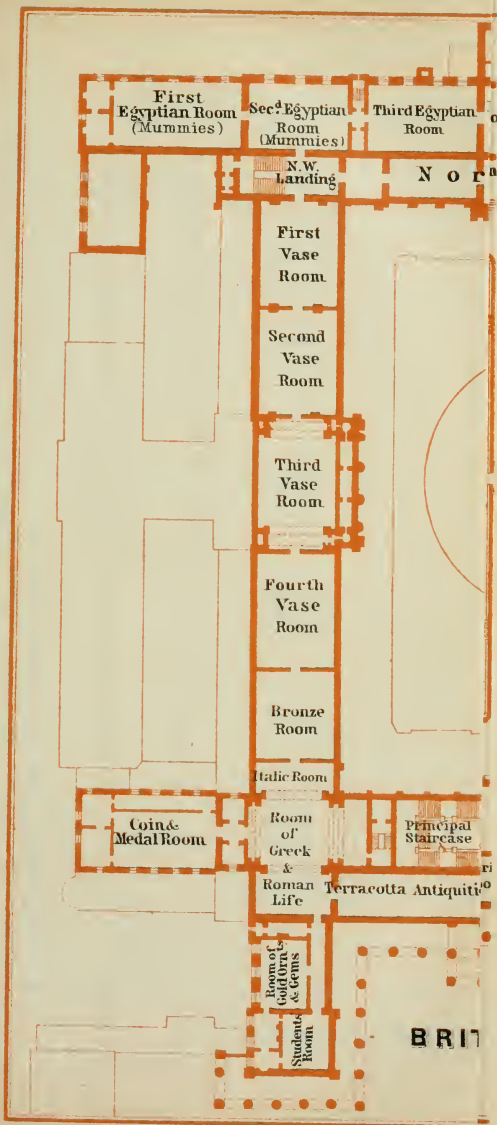 First
Egyptian Room
(Mummies)
Sec.d Egyptian
Room
(Mummies)
Third Egyptian
Room
N.W.
Landing
Nor
First
Vase
Room
Second
Vase
Room
Third
Vase
Room
Fourth
Vase
Room
Bronze
Room
Italic Room
Coin &
Medal Room
Room
of
Greek
&
Roman
Life
Principal
Staircase
Terracotta Antiquiti
Room of
Gold Orn.ts
& Gems
Students
Room
BRIT